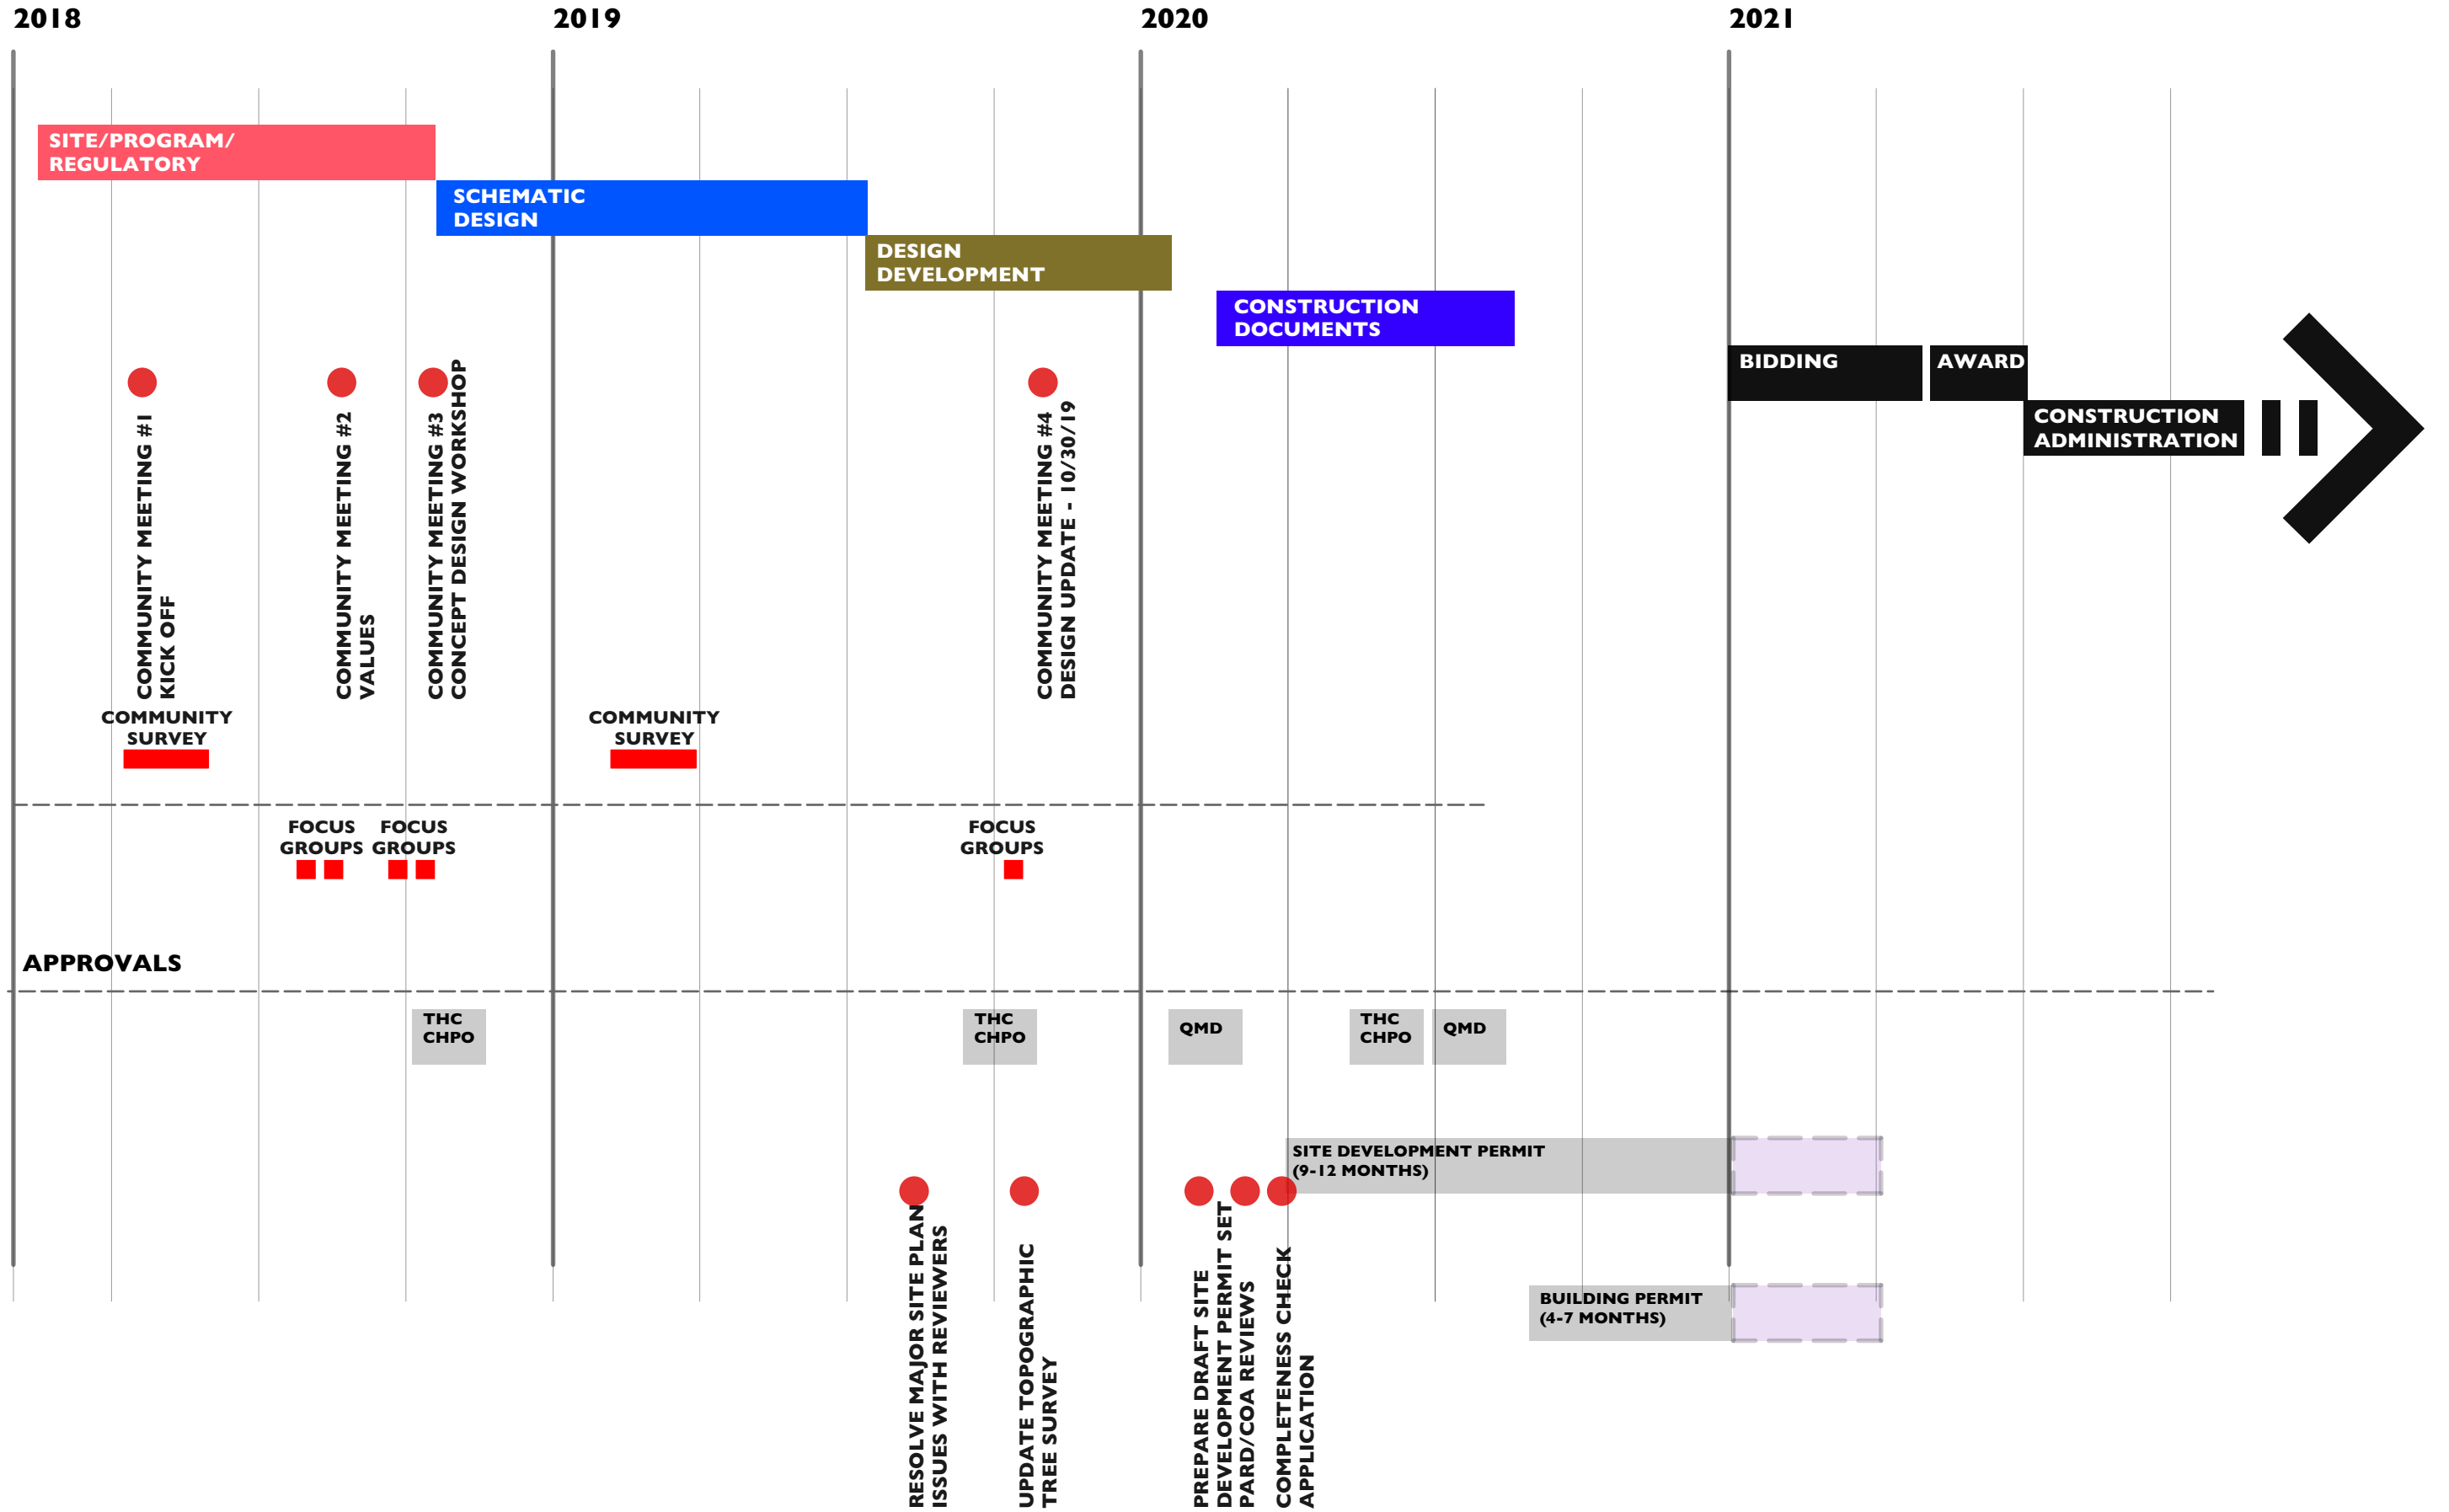 2018
2019
2020
2021
SITE/PROGRAM/
REGULATORY
SCHEMATIC
DESIGN
DESIGN
DEVELOPMENT
CONSTRUCTION
DOCUMENTS
BIDDING
AWARD
CONSTRUCTION
ADMINISTRATION
COMMUNITY MEETING #1
KICK OFF
COMMUNITY MEETING #2
VALUES
COMMUNITY MEETING #3
CONCEPT DESIGN WORKSHOP
COMMUNITY MEETING #4
DESIGN UPDATE - 10/30/19
COMMUNITY
SURVEY
COMMUNITY
SURVEY
FOCUS
GROUPS
FOCUS
GROUPS
FOCUS
GROUPS
APPROVALS
THC
CHPO
THC
CHPO
QMD
THC
CHPO
QMD
SITE DEVELOPMENT PERMIT
(9-12 MONTHS)
RESOLVE MAJOR SITE PLAN
ISSUES WITH REVIEWERS
UPDATE TOPOGRAPHIC
TREE SURVEY
PREPARE DRAFT SITE
DEVELOPMENT PERMIT SET
PARD/COA REVIEWS
COMPLETENESS CHECK
APPLICATION
BUILDING PERMIT
(4-7 MONTHS)